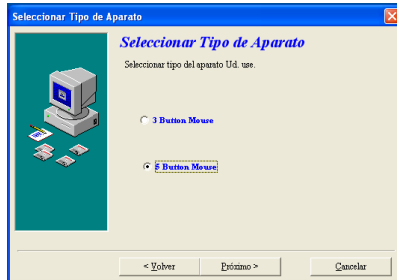 Seleccionar Tipo de Aparato
Seleccionar Tipo de Aparato
Seleccionar tipo del aparato Ud. use.
3 Button Mouse
5 Button Mouse
< Volver
Próximo >
Cancelar